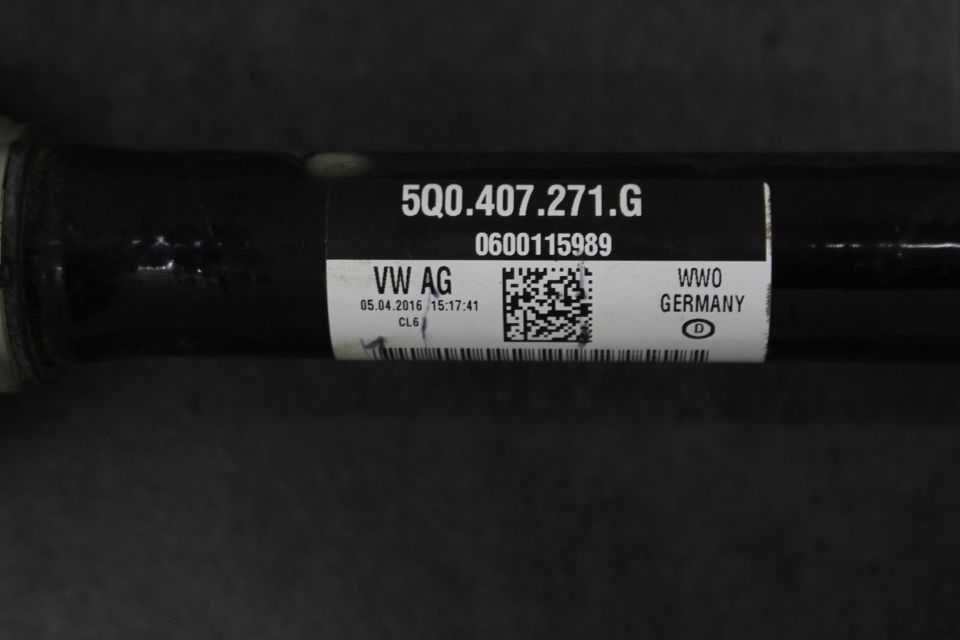 5Q0.407.271.G
0600115989
VW AG
05.04.2016 15:17:41
CL6
WWO
GERMANY
D